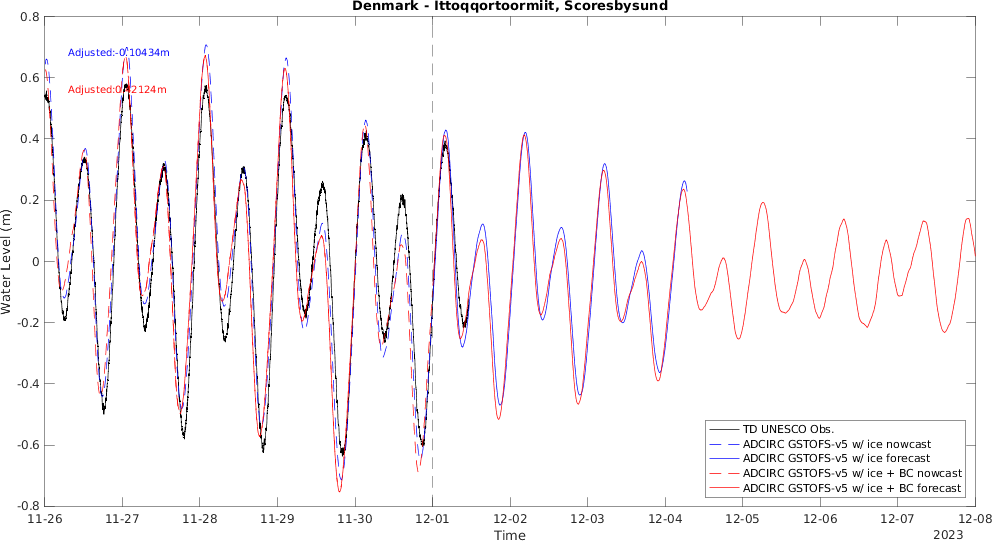 Denmark - Ittoqqortoormiit, Scoresbysund
0.8
0.6
0.4
0.2
0
-0.2
-0.4
-0.6
-0.8
Water Level (m)
Adjusted:-0.10434m
TD UNESCO Obs.
ADCIRC GSTOFS-v5 w/ ice nowcast
ADCIRC GSTOFS-v5 w/ ice forecast
ADCIRC GSTOFS-v5 w/ ice + BC nowcast
ADCIRC GSTOFS-v5 w/ ice + BC forecast
11-26 11-27 11-28 11-29 11-30 12-01 12-02 12-03 12-04 12-05 12-06 12-07 12-08
Time
2023